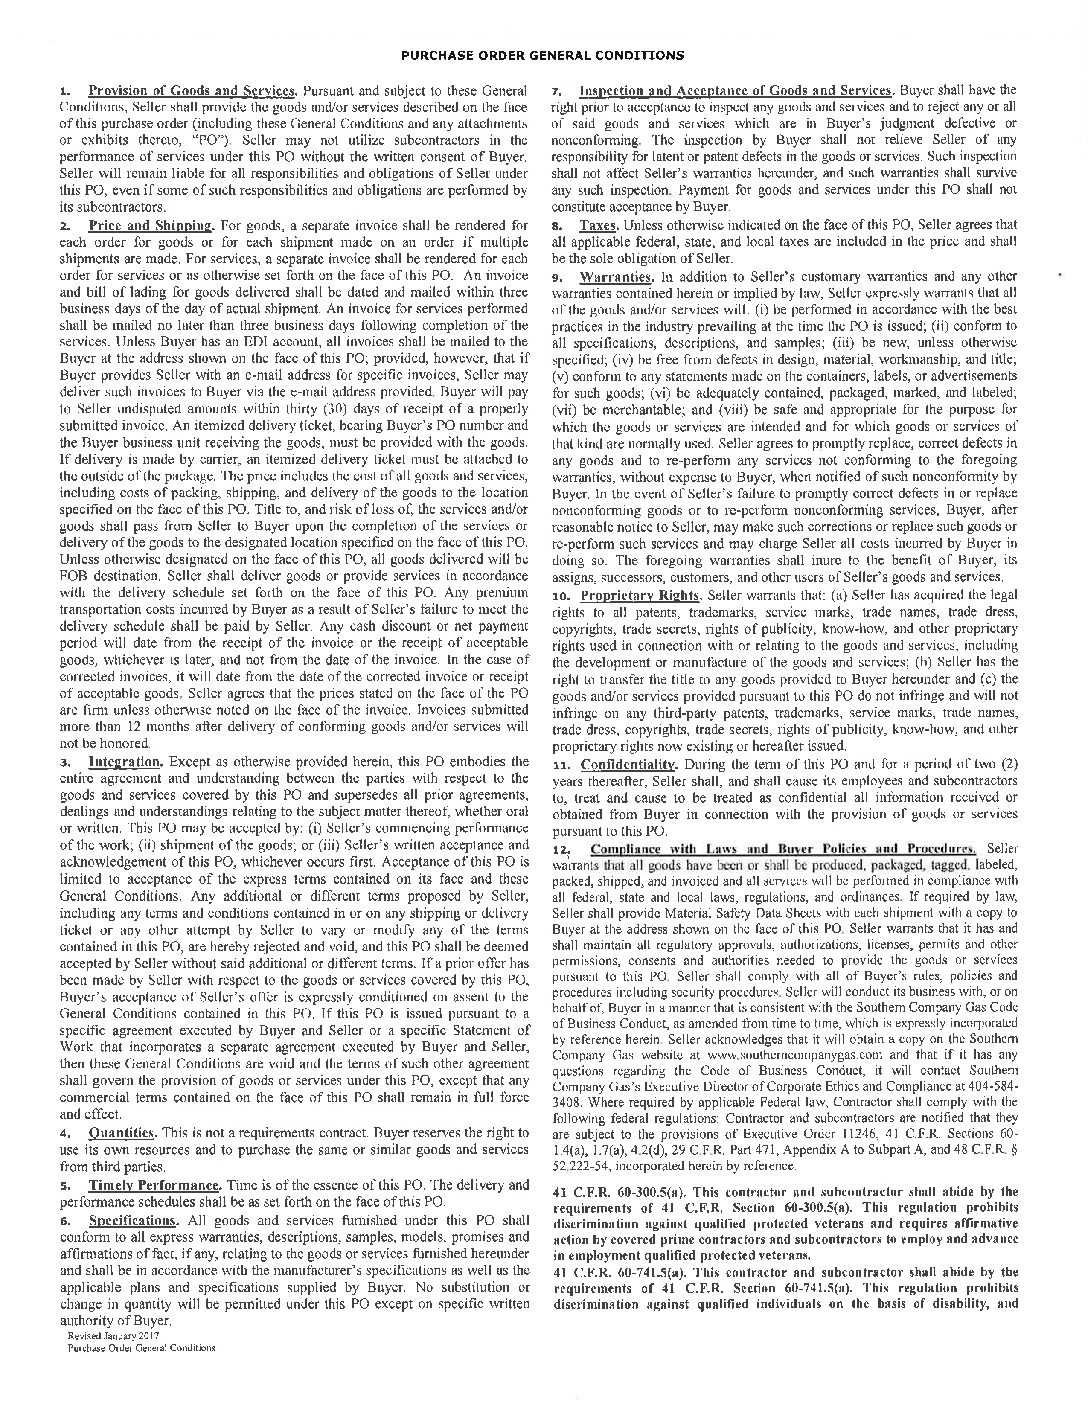 PURCHASE ORDER GENERAL CONDITIONS
1. Provision of Goods and Services. Pursuant and subject to these General
Conditions, Seller shall provide the goods and/or services described on the face
of this purchase order (including these General Conditions and any attachments
or exhibits thereto, “PO”). Seller may not utilize subcontractors in the
performance of services under this PO without the written consent of Buyer.
Seller will remain liable for all responsibilities and obligations of Seller under
this PO, even if some of such responsibilities and obligations are performed by
its subcontractors.
2. Price and Shipping. For goods, a separate invoice shall be rendered for
each order for goods or for each shipment made on an order if multiple
shipments are made. For services, a separate invoice shall be rendered for each
order for services or as otherwise set forth on the face of this PO. An invoice
and bill of lading for goods delivered shall be dated and mailed within three
business days of the day of actual shipment. An invoice for services performed
shall be mailed no later than three business days following completion of the
services. Unless Buyer has an EDI account, all invoices shall be mailed to the
Buyer at the address shown on the face of this PO; provided, however, that if
Buyer provides Seller with an e-mail address for specific invoices, Seller may
deliver such invoices to Buyer via the e-mail address provided. Buyer will pay
to Seller undisputed amounts within thirty (30) days of receipt of a properly
submitted invoice. An itemized delivery ticket, bearing Buyer's PO number and
the Buyer business unit receiving the goods, must be provided with the goods.
If delivery is made by carrier, an itemized delivery ticket must be attached to
the outside of the package. The price includes the cost of all goods and services,
including costs of packing, shipping, and delivery of the goods to the location
specified on the face of this PO. Title to, and risk of loss of, the services and/or
goods shall pass from Seller to Buyer upon the completion of the services or
delivery of the goods to the designated location specified on the face of this PO.
Unless otherwise designated on the face of this PO, all goods delivered will be
FOB destination. Seller shall deliver goods or provide services in accordance
with the delivery schedule set forth on the face of this PO. Any premium
transportation costs incurred by Buyer as a result of Seller's failure to meet the
delivery schedule shall be paid by Seller. Any cash discount or net payment
period will date from the receipt of the invoice or the receipt of acceptable
goods, whichever is later, and not from the date of the invoice. In the case of
corrected invoices, it will date from the date of the corrected invoice or receipt
of acceptable goods. Seller agrees that the prices stated on the face of the PO
are firm unless otherwise noted on the face of the invoice. Invoices submitted
more than 12 months after delivery of conforming goods and/or services will
not be honored.
3. Integration. Except as otherwise provided herein, this PO embodies the
entire agreement and understanding between the parties with respect to the
goods and services covered by this PO and supersedes all prior agreements,
dealings and understandings relating to the subject matter thereof, whether oral
or written. This PO may be accepted by: (i) Seller's commencing performance
of the work; (ii) shipment of the goods; or (iii) Seller's written acceptance and
acknowledgement of this PO, whichever occurs first. Acceptance of this PO is
limited to acceptance of the express terms contained on its face and these
General Conditions. Any additional or different terms proposed by Seller,
including any terms and conditions contained in or on any shipping or delivery
ticket or any other attempt by Seller to vary or modify any of the terms
contained in this PO, are hereby rejected and void, and this PO shall be deemed
accepted by Seller without said additional or different terms. If a prior offer has
been made by Seller with respect to the goods or services covered by this PO,
Buyer's acceptance of Seller's offer is expressly conditioned on assent to the
General Conditions contained in this PO. If this PO is issued pursuant to a
specific agreement executed by Buyer and Seller or a specific Statement of
Work that incorporates a separate agreement executed by Buyer and Seller,
then these General Conditions are void and the terms of such other agreement
shall govern the provision of goods or services under this PO, except that any
commercial terms contained on the face of this PO shall remain in full force
and effect.
4. Quantities. This is not a requirements contract. Buyer reserves the right to
use its own resources and to purchase the same or similar goods and services
from third parties.
5. Timely Performance. Time is of the essence of this PO. The delivery and
performance schedules shall be as set forth on the face of this PO.
6. Specifications. All goods and services furnished under this PO shall
conform to all express warranties, descriptions, samples, models, promises and
affirmations of fact, if any, relating to the goods or services furnished hereunder
and shall be in accordance with the manufacturer's specifications as well as the
applicable plans and specifications supplied by Buyer. No substitution or
change in quantity will be permitted under this PO except on specific written
authority of Buyer.
Revised January 2017
Purchase Order General Conditions
7. Inspection and Acceptance of Goods and Services. Buyer shall have the
right prior to acceptance to inspect any goods and services and to reject any or all
of said goods and services which are in Buyer's judgment defective or
nonconforming. The inspection by Buyer shall not relieve Seller of any
responsibility for latent or patent defects in the goods or services. Such inspection
shall not affect Seller's warranties hereunder, and such warranties shall survive
any such inspection. Payment for goods and services under this PO shall not
constitute acceptance by Buyer.
8. Taxes. Unless otherwise indicated on the face of this PO, Seller agrees that
all applicable federal, state, and local taxes are included in the price and shall
be the sole obligation of Seller.
9. Warranties. In addition to Seller's customary warranties and any other
warranties contained herein or implied by law, Seller expressly warrants that all
of the goods and/or services will. (i) be performed in accordance with the best
practices in the industry prevailing at the time the PO is issued; (ii) conform to
all specifications, descriptions, and samples; (iii) be new, unless otherwise
specified; (iv) be free from defects in design, material, workmanship, and title;
(v) conform to any statements made on the containers, labels, or advertisements
for such goods; (vi) be adequately contained, packaged, marked, and labeled;
(vii) be merchantable; and (viii) be safe and appropriate for the purpose for
which the goods or services are intended and for which goods or services of
that kind are normally used. Seller agrees to promptly replace, correct defects in
any goods and to re-perform any services not conforming to the foregoing
warranties, without expense to Buyer, when notified of such nonconformity by
Buyer. In the event of Seller's failure to promptly correct defects in or replace
nonconforming goods or to re-perform nonconforming services, Buyer, after
reasonable notice to Seller, may make such corrections or replace such goods or
re-perform such services and may charge Seller all costs incurred by Buyer in
doing so. The foregoing warranties shall inure to the benefit of Buyer, its
assigns, successors, customers, and other users of Seller's goods and services.
10. Proprietary Rights. Seller warrants that: (a) Seller has acquired the legal
rights to all patents, trademarks, service marks, trade names, trade dress,
copyrights, trade secrets, rights of publicity, know-how, and other proprietary
rights used in connection with or relating to the goods and services, including
the development or manufacture of the goods and services; (b) Seller has the
right to transfer the title to any goods provided to Buyer hereunder and (c) the
goods and/or services provided pursuant to this PO do not infringe and will not
infringe on any third-party patents, trademarks, service marks, trade names,
trade dress, copyrights, trade secrets, rights of publicity, know-how, and other
proprietary rights now existing or hereafter issued.
11. Confidentiality. During the term of this PO and for a period of two (2)
years thereafter, Seller shall, and shall cause its employees and subcontractors
to, treat and cause to be treated as confidential all information received or
obtained from Buyer in connection with the provision of goods or services
pursuant to this PO.
12. Compliance with Laws and Buyer Policies and Procedures. Seller
warrants that all goods have been or shall be produced, packaged, tagged, labeled,
packed, shipped, and invoiced and all services will be performed in compliance with
all federal, state and local laws, regulations, and ordinances. If required by law,
Seller shall provide Material Safety Data Sheets with each shipment with a copy to
Buyer at the address shown on the face of this PO. Seller warrants that it has and
shall maintain all regulatory approvals, authorizations, licenses, permits and other
permissions, consents and authorities needed to provide the goods or services
pursuant to this PO. Seller shall comply with all of Buyer's rules, policies and
procedures including security procedures. Seller will conduct its business with, or on
behalf of, Buyer in a manner that is consistent with the Southern Company Gas Code
of Business Conduct, as amended from time to time, which is expressly incorporated
by reference herein. Seller acknowledges that it will obtain a copy on the Southern
Company Gas website at www.southerncompanygas.com and that if it has any
questions regarding the Code of Business Conduct, it will contact Southern
Company Gas's Executive Director of Corporate Ethics and Compliance at 404-584-
3408. Where required by applicable Federal law, Contractor shall comply with the
following federal regulations: Contractor and subcontractors are notified that they
are subject to the provisions of Executive Order 11246, 41 C.F.R. Sections 60-
1.4(a), 1.7(a), 4.2(d), 29 C.F.R. Part 471, Appendix A to Subpart A, and 48 C.F.R. §
52.222-54, incorporated herein by reference.
41 C.F.R. 60-300.5(a). This contractor and subcontractor shall abide by the
requirements of 41 C.F.R. Section 60-300.5(a). This regulation prohibits
discrimination against qualified protected veterans and requires affirmative
action by covered prime contractors and subcontractors to employ and advance
in employment qualified protected veterans.
41 C.F.R. 60-741.5(a). This contractor and subcontractor shall abide by the
requirements of 41 C.F.R. Section 60-741.5(a). This regulation prohibits
discrimination against qualified individuals on the basis of disability, and